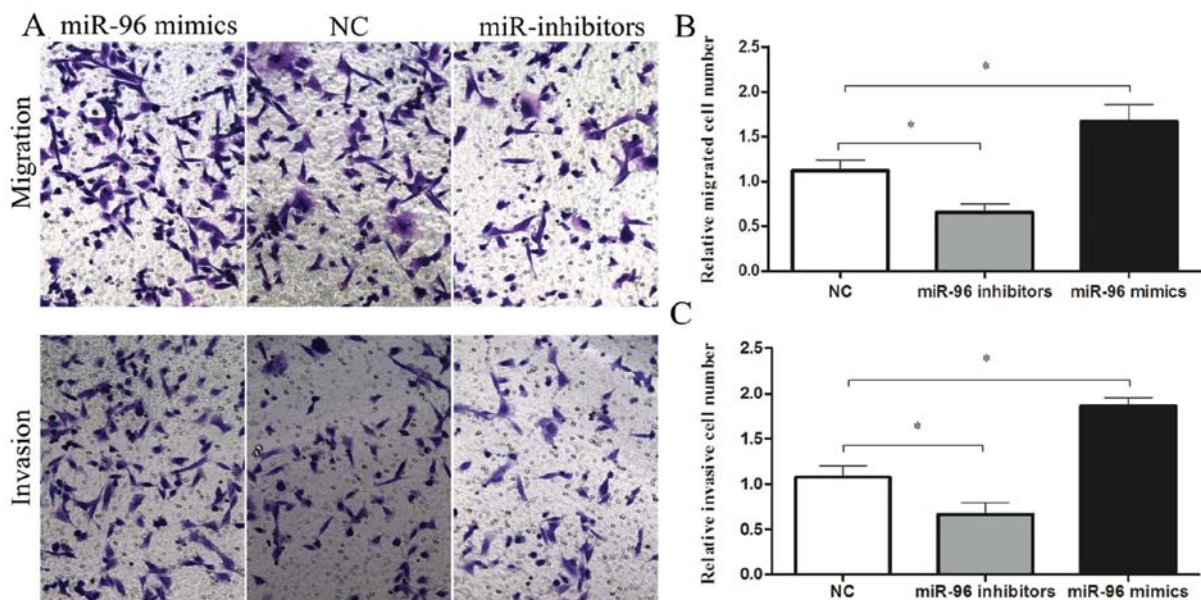 A
miR-96 mimics
NC
miR-inhibitors
Migration
Invasion
B
Relative migrated cell number
2.5
2.0
1.5
1.0
0.5
0.0
*
*
NC
miR-96 inhibitors
miR-96 mimics
C
Relative invasive cell number
2.5
2.0
1.5
1.0
0.5
0.0
*
*
NC
miR-96 inhibitors
miR-96 mimics